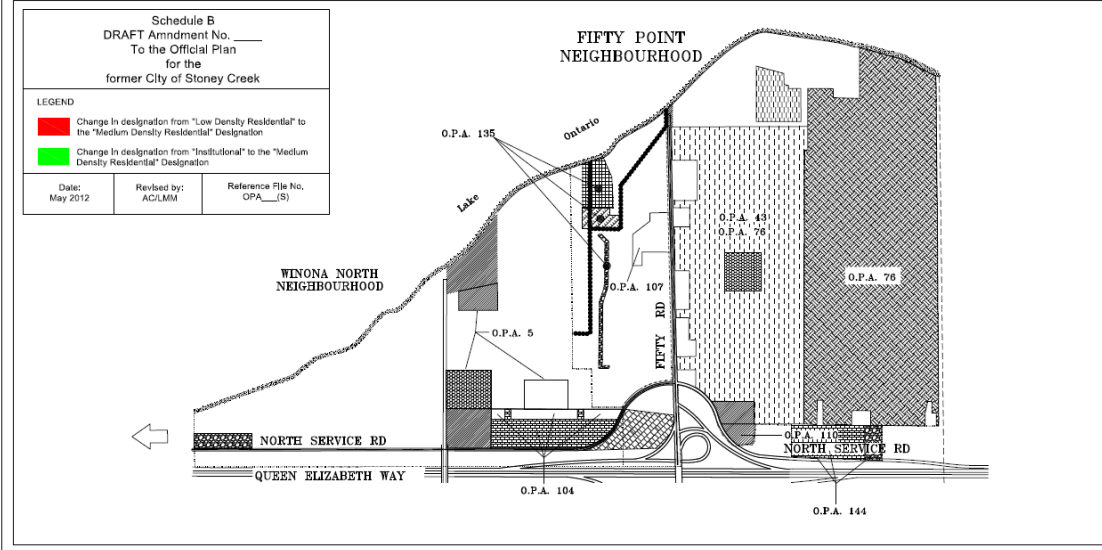 Schedule B
DRAFT Amndment No. ____
To the Official Plan
for the
former City of Stoney Creek
LEGEND
Change in designation from "Low Density Residential" to
the "Medium Density Residential" Designation
Change in designation from "Institutional" to the "Medium
Density Residential" Designation
Date:
May 2012
Revised by:
AC/LMM
Reference File No.
OPA___(S)
FIFTY POINT
NEIGHBOURHOOD
O.P.A. 135
Ontario
Lake
WINONA NORTH
NEIGHBOURHOOD
O.P.A. 43
O.P.A. 76
O.P.A. 76
O.P.A. 107
O.P.A. 5
FIFTY RD
O.P.A. 110
NORTH SERVICE RD
NORTH SERVICE RD
QUEEN ELIZABETH WAY
O.P.A. 104
O.P.A. 144